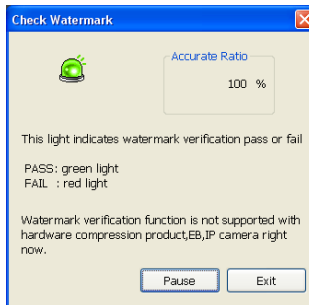 Check Watermark
Accurate Ratio
100 %
This light indicates watermark verification pass or fail
PASS: green light
FAIL : red light
Watermark verification function is not supported with
hardware compression product,EB,IP camera right
now.
Pause Exit